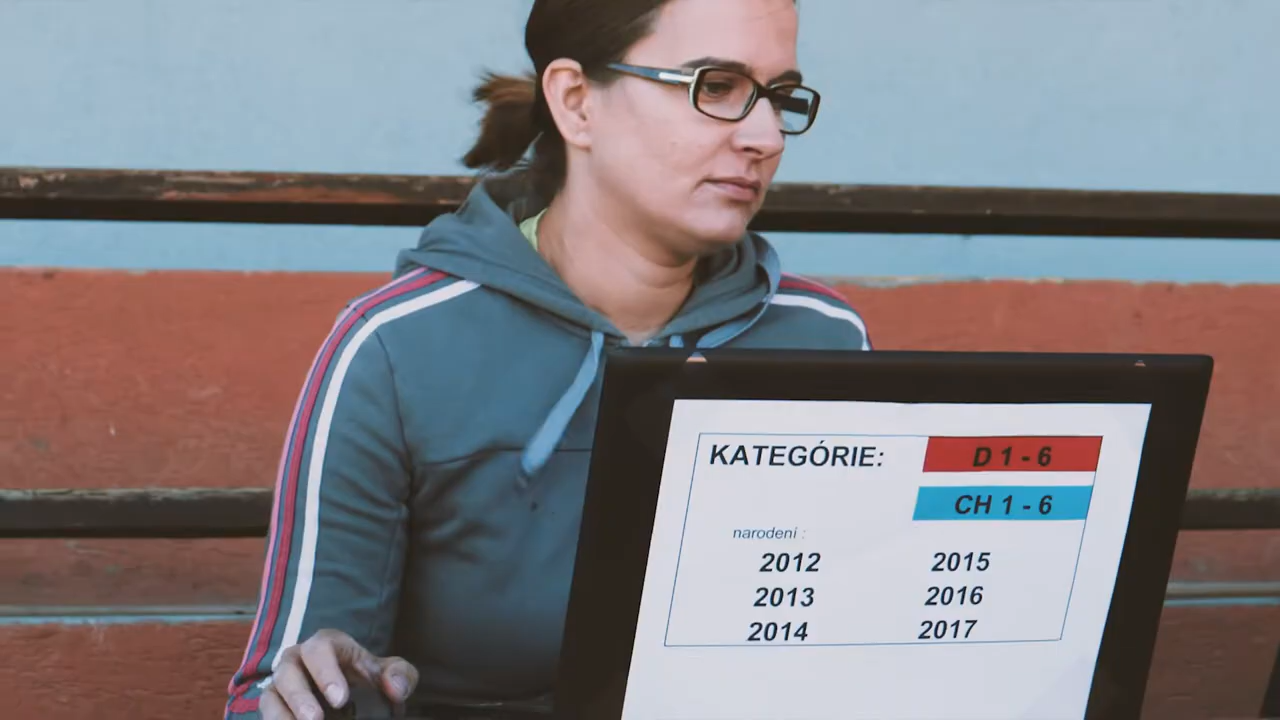 KATEGÓRIE: D 1 - 6
CH 1 - 6
narodení :
2012 2015
2013 2016
2014 2017